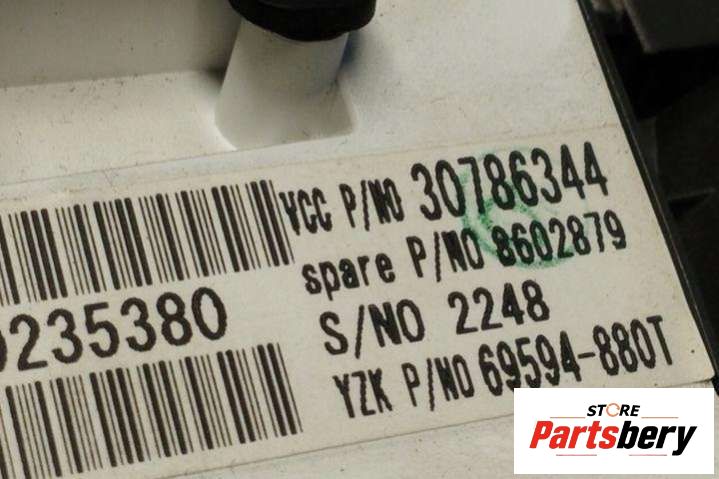 VCC P/NO 30786344
spare P/NO 8602879
S/NO 2248
YZK P/NO 69594-880T
235380
STORE
Partsbery